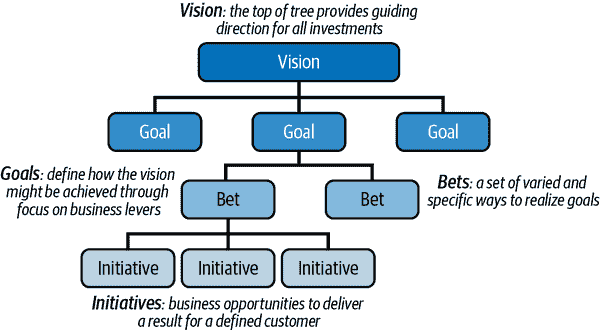 Vision: the top of tree provides guiding
direction for all investments
Vision
Goal
Goal
Goal
Goals: define how the vision
might be achieved through
focus on business levers
Bet
Bet
Bets: a set of varied and
specific ways to realize goals
Initiative
Initiative
Initiative
Initiatives: business opportunities to deliver
a result for a defined customer